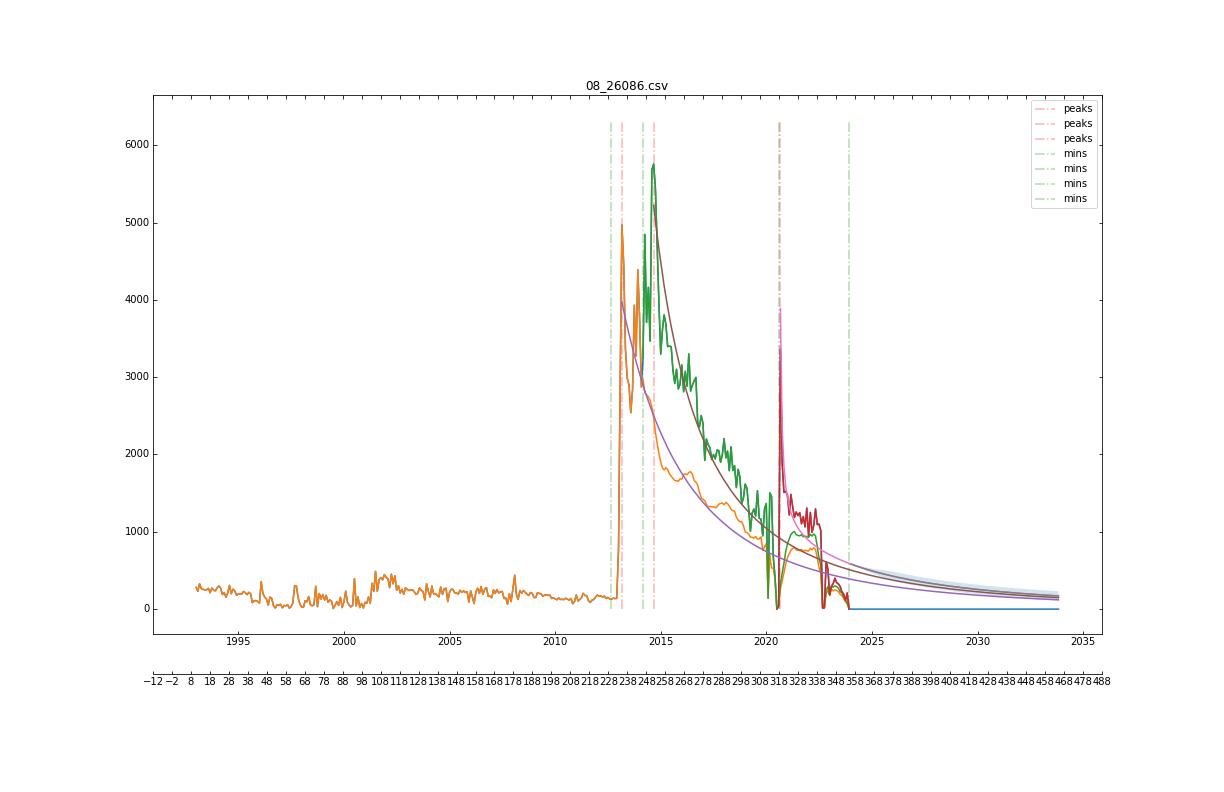 08_26086.csv
peaks
peaks
peaks
mins
mins
mins
mins
6000
5000
4000
3000
2000
1000
0
1995 2000 2005 2010 2015 2020 2025 2030 2035
−12 −2 8 18 28 38 48 58 68 78 88 98 108 118 128 138 148 158 168 178 188 198 208 218 228 238 248 258 268 278 288 298 308 318 328 338 348 358 368 378 388 398 408 418 428 438 448 458 468 478 488